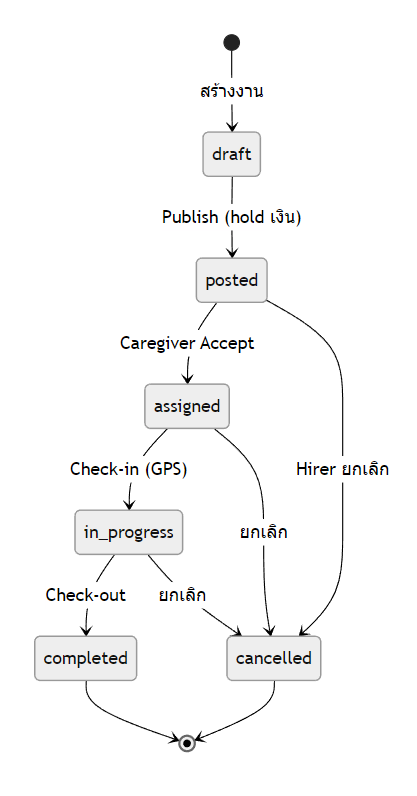 สร้างงาน
draft
Publish (hold เงิน)
posted
Caregiver Accept
assigned
Check-in (GPS)
Hirer ยกเลิก
in_progress
ยกเลิก
Check-out
ยกเลิก
completed
cancelled